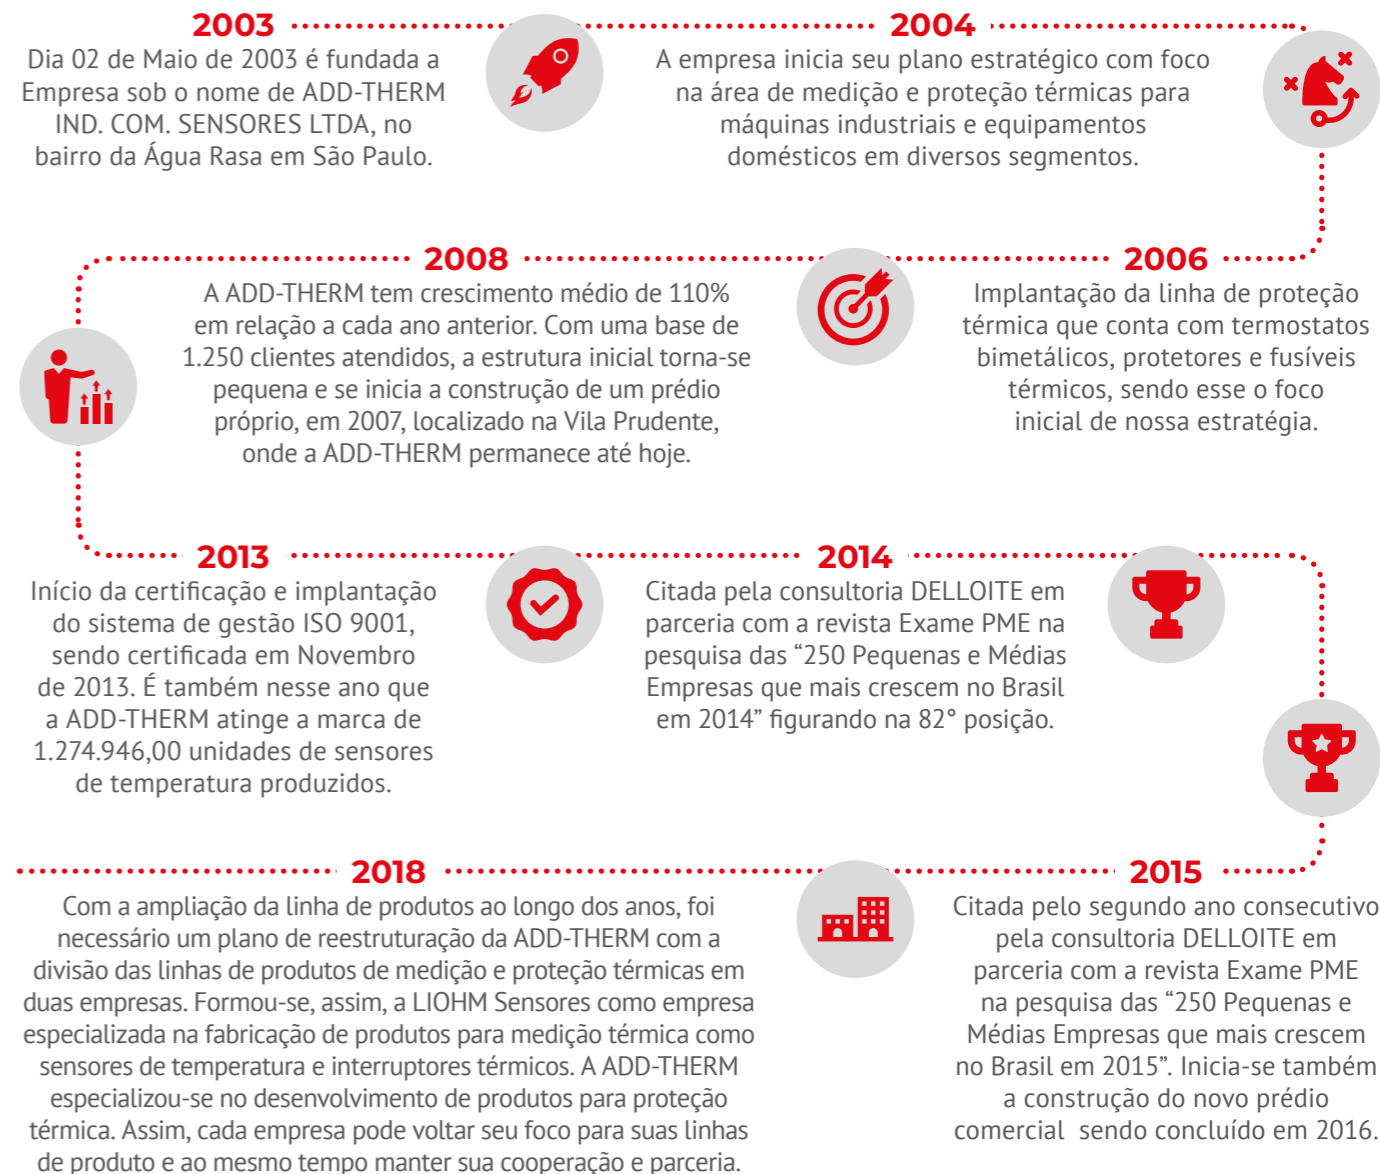 2003
Dia 02 de Maio de 2003 é fundada a
Empresa sob o nome de ADD-THERM
IND. COM. SENSORES LTDA, no
bairro da Água Rasa em São Paulo.
2004
A empresa inicia seu plano estratégico com foco
na área de medição e proteção térmicas para
máquinas industriais e equipamentos
domésticos em diversos segmentos.
2006
Implantação da linha de proteção
térmica que conta com termostatos
bimetálicos, protetores e fusíveis
térmicos, sendo esse o foco
inicial de nossa estratégia.
2008
A ADD-THERM tem crescimento médio de 110%
em relação a cada ano anterior. Com uma base de
1.250 clientes atendidos, a estrutura inicial torna-se
pequena e se inicia a construção de um prédio
próprio, em 2007, localizado na Vila Prudente,
onde a ADD-THERM permanece até hoje.
2013
Início da certificação e implantação
do sistema de gestão ISO 9001,
sendo certificada em Novembro
de 2013. É também nesse ano que
a ADD-THERM atinge a marca de
1.274.946,00 unidades de sensores
de temperatura produzidos.
2014
Citada pela consultoria DELLOITE em
parceria com a revista Exame PME na
pesquisa das “250 Pequenas e Médias
Empresas que mais crescem no Brasil
em 2014” figurando na 82° posição.
2015
Citada pelo segundo ano consecutivo
pela consultoria DELLOITE em
parceria com a revista Exame PME
na pesquisa das “250 Pequenas e
Médias Empresas que mais crescem
no Brasil em 2015”. Inicia-se também
a construção do novo prédio
comercial sendo concluído em 2016.
2018
Com a ampliação da linha de produtos ao longo dos anos, foi
necessário um plano de reestruturação da ADD-THERM com a
divisão das linhas de produtos de medição e proteção térmicas em
duas empresas. Formou-se, assim, a LIOHM Sensores como empresa
especializada na fabricação de produtos para medição térmica como
sensores de temperatura e interruptores térmicos. A ADD-THERM
especializou-se no desenvolvimento de produtos para proteção
térmica. Assim, cada empresa pode voltar seu foco para suas linhas
de produto e ao mesmo tempo manter sua cooperação e parceria.